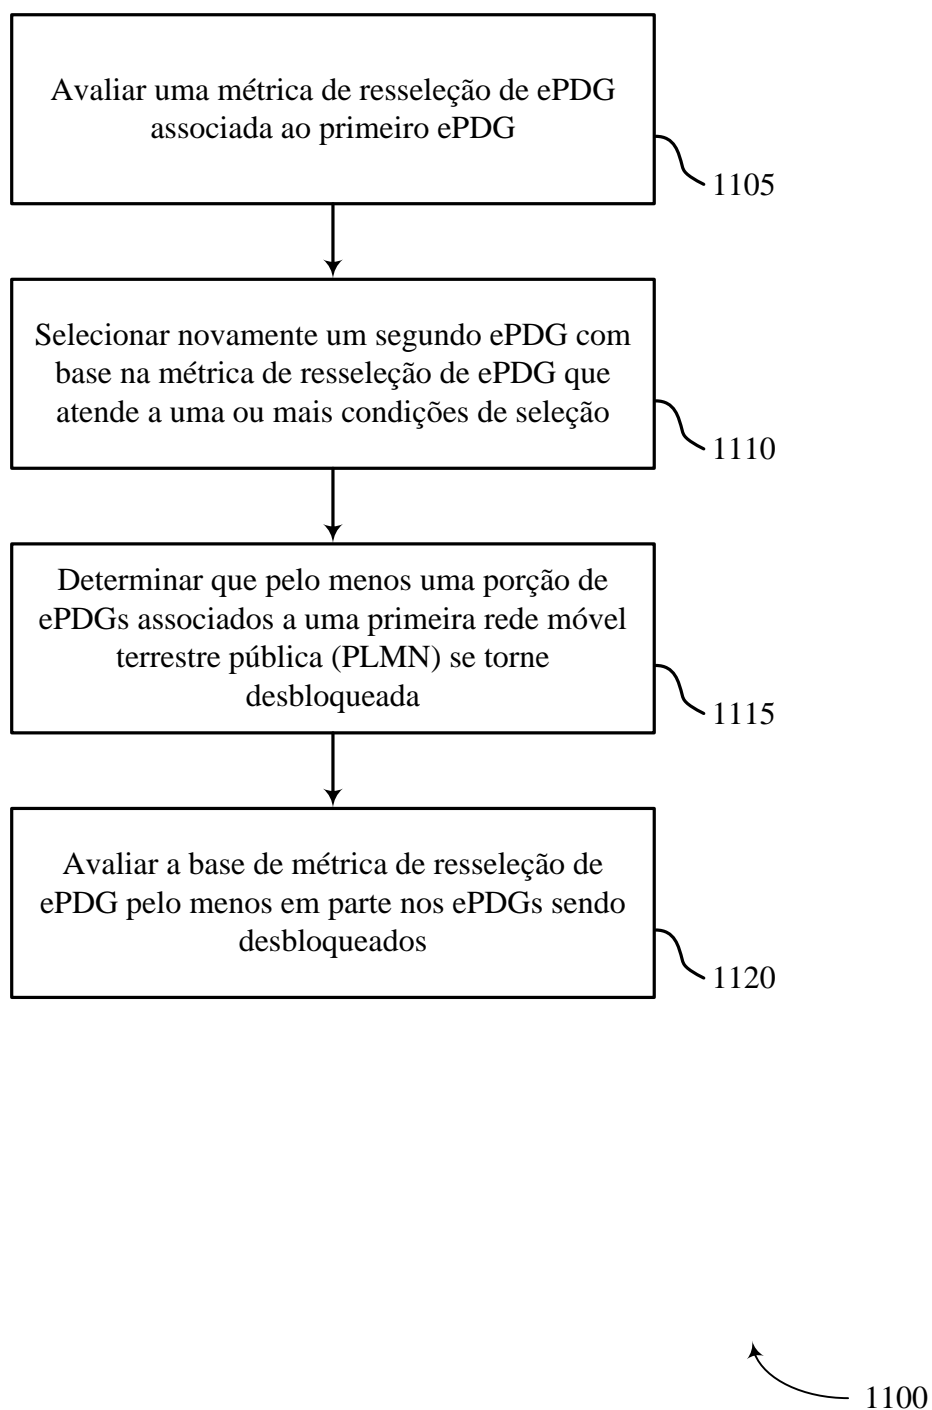 Avaliar uma métrica de resseleção de ePDG
associada ao primeiro ePDG
1105
Selecionar novamente um segundo ePDG com
base na métrica de resseleção de ePDG que
atende a uma ou mais condições de seleção
1110
Determinar que pelo menos uma porção de
ePDGs associados a uma primeira rede móvel
terrestre pública (PLMN) se torne
desbloqueada
1115
Avaliar a base de métrica de resseleção de
ePDG pelo menos em parte nos ePDGs sendo
desbloqueados
1120
1100